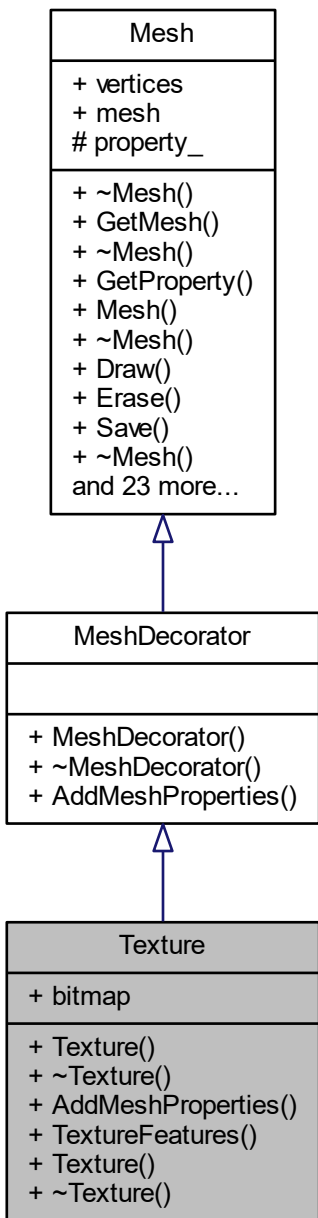 Mesh
+ vertices
+ mesh
# property_
+ ~Mesh()
+ GetMesh()
+ ~Mesh()
+ GetProperty()
+ Mesh()
+ ~Mesh()
+ Draw()
+ Erase()
+ Save()
+ ~Mesh()
and 23 more...
MeshDecorator
+ MeshDecorator()
+ ~MeshDecorator()
+ AddMeshProperties()
Texture
+ bitmap
+ Texture()
+ ~Texture()
+ AddMeshProperties()
+ TextureFeatures()
+ Texture()
+ ~Texture()